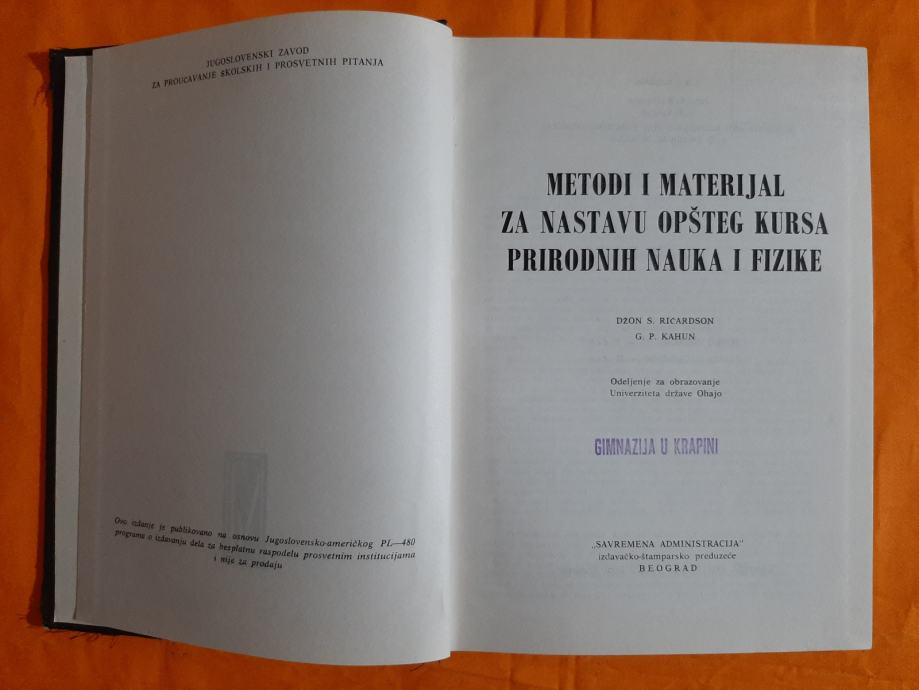 JUGOSLOVENSKI ZAVOD
ZA PROUČAVANJE ŠKOLSKIH I PROSVETNIH PITANJA
Ovo izdanje je publikovano na osnovu Jugoslovensko-američkog PL—480
programa o izdavanju dela za besplatnu raspodelu prosvetnim institucijama
i nije za prodaju
METODI I MATERIJAL
ZA NASTAVU OPŠTEG KURSA
PRIRODNIH NAUKA I FIZIKE
DŽON S. RIČARDSON
G. P. KAHUN
Odeljenje za obrazovanje
Univerziteta države Ohajo
GIMNAZIJA U KRAPINI
„SAVREMENA ADMINISTRACIJA"
izdavačko-štamparsko preduzeće
BEOGRAD